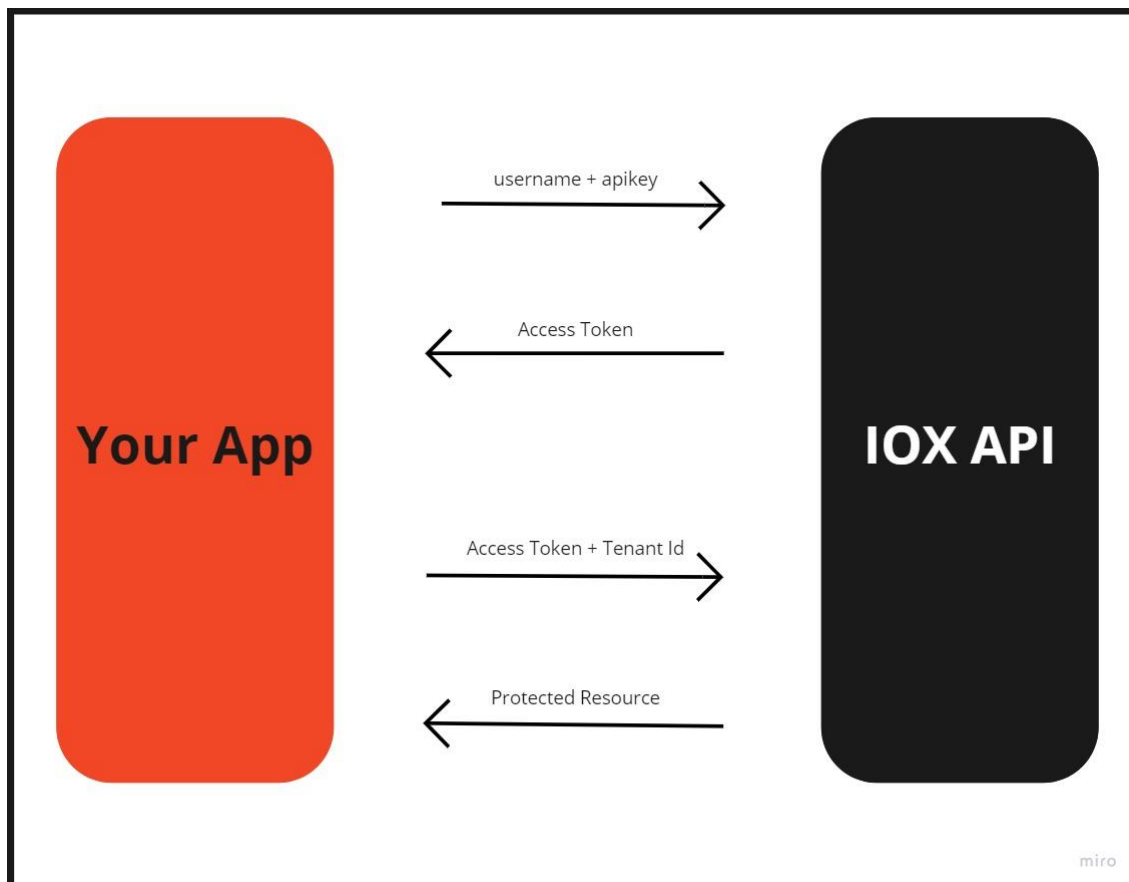 username + apikey
Access Token
Your App
IOX API
Access Token + Tenant Id
Protected Resource
miro